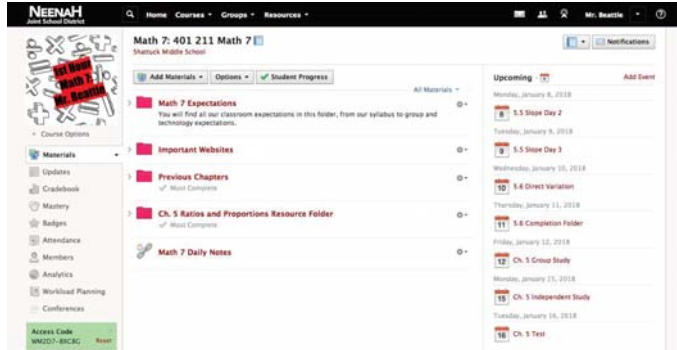 NEENAH
Joint School District
Home Courses Groups Resources
Mr. Beattie
Math 7: 401 211 Math 7
Shattuck Middle School
Notifications
1st Hour
Math 7:
Mr. Beattie
Course Options
Materials
Updates
Gradebook
Mastery
Badges
Attendance
Members
Analytics
Workload Planning
Conferences
Access Code
Reset
Add Materials
Options
Student Progress
All Materials
Math 7 Expectations
You will find all our classroom expectations in this folder, from our syllabus to group and
technology expectations.
Important Websites
Previous Chapters
Must Complete
Ch. 5 Ratios and Proportions Resource Folder
Must Complete
Math 7 Daily Notes
Upcoming
Add Event
Monday, January 8, 2018
8 5.5 Slope Day 2
Tuesday, January 9, 2018
9 5.5 Slope Day 3
Wednesday, January 10, 2018
10 5.6 Direct Variation
Thursday, January 11, 2018
11 5.6 Completion Folder
Friday, January 12, 2018
12 Ch. 5 Group Study
Monday, January 15, 2018
15 Ch. 5 Independent Study
Tuesday, January 16, 2018
16 Ch. 5 Test